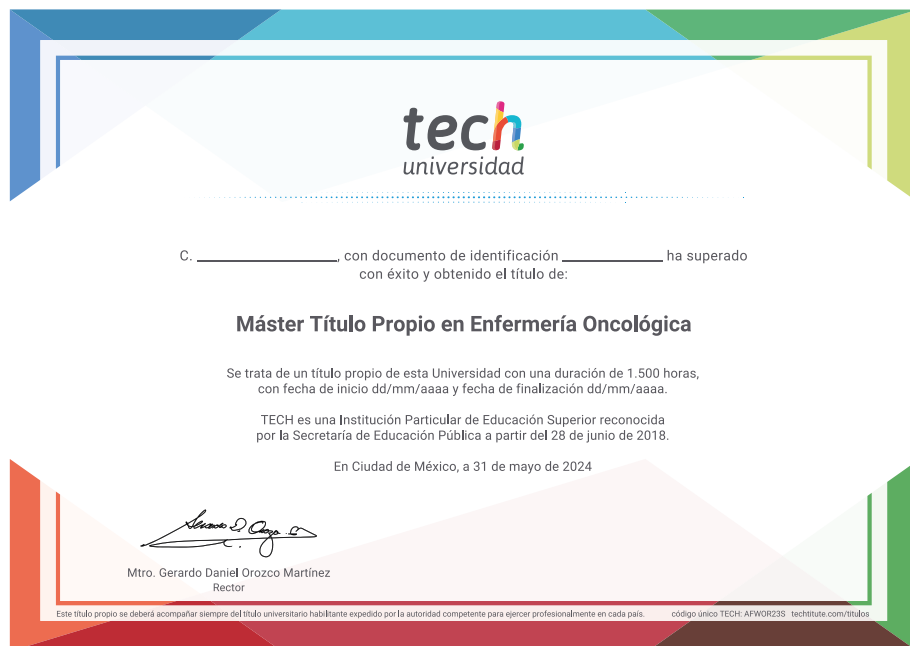 tech
universidad
C. ____________, con documento de identificación ____________ ha superado
con éxito y obtenido el título de:
Máster Título Propio en Enfermería Oncológica
Se trata de un título propio de esta Universidad con una duración de 1.500 horas,
con fecha de inicio dd/mm/aaaa y fecha de finalización dd/mm/aaaa.
TECH es una Institución Particular de Educación Superior reconocida
por la Secretaría de Educación Pública a partir del 28 de junio de 2018.
En Ciudad de México, a 31 de mayo de 2024
Mtro. Gerardo Daniel Orozco Martínez
Rector
Este título propio se deberá acompañar siempre del título universitario habilitante expedido por la autoridad competente para ejercer profesionalmente en cada país. código único TECH: AFWOR23S techtitute.com/titulos